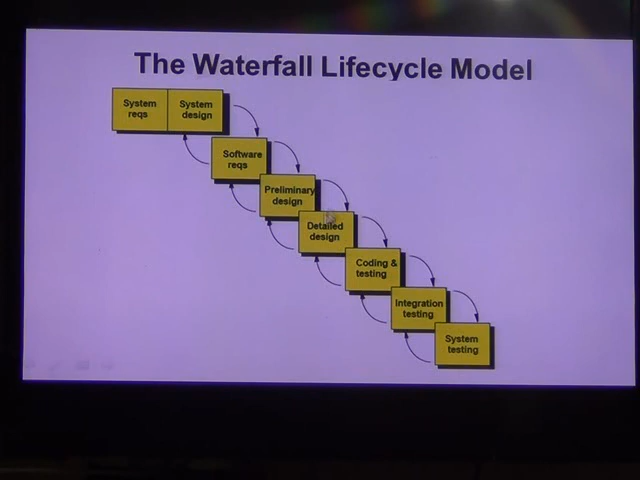 The Waterfall Lifecycle Model
System
reqs
System
design
Software
reqs
Preliminary
design
Detailed
design
Coding &
testing
Integration
testing
System
testing